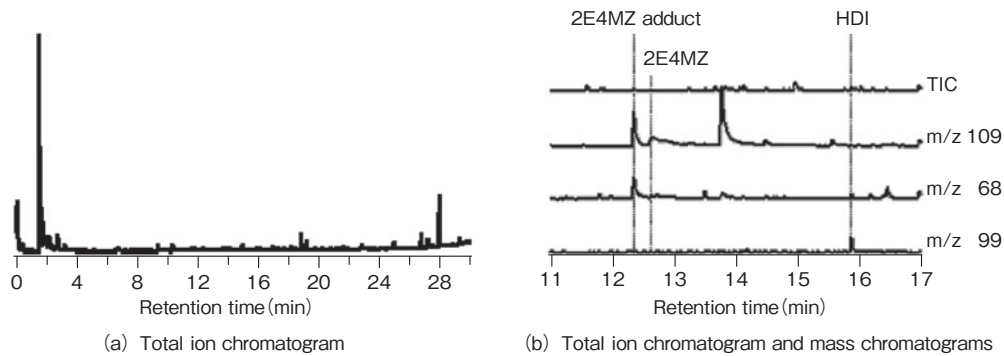 0 4 8 12 16 20 24 28
Retention time(min)
(a) Total ion chromatogram
2E4MZ adduct HDI
2E4MZ
TIC
m/z 109
m/z 68
m/z 99
11 12 13 14 15 16 17
Retention time(min)
(b) Total ion chromatogram and mass chromatograms